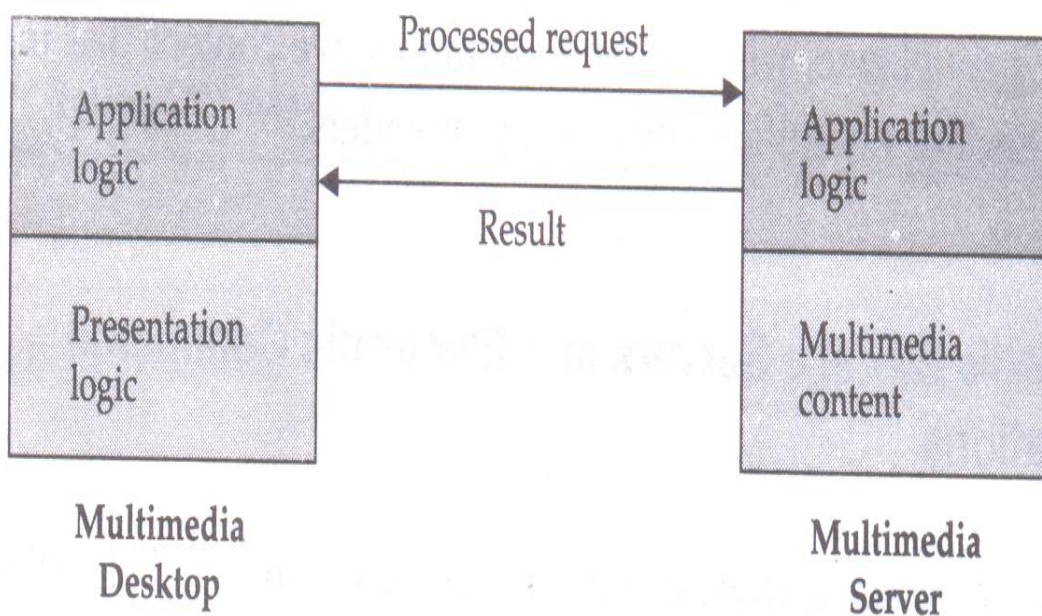 Processed request
Application
logic
Result
Presentation
logic
Multimedia
Desktop
Application
logic
Multimedia
content
Multimedia
Server